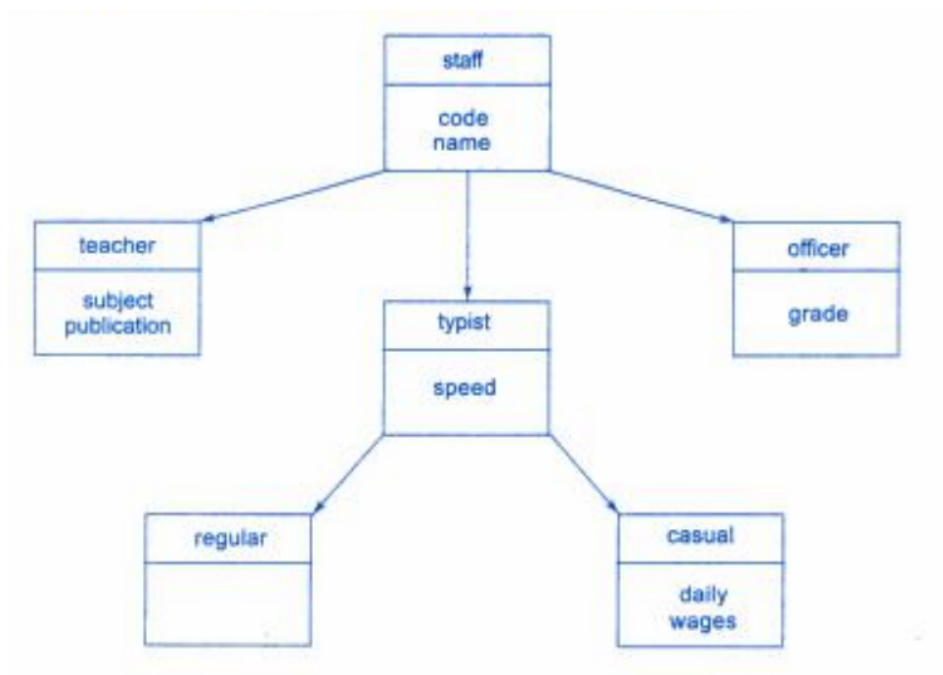 staff
code
name
teacher
subject
publication
typist
speed
officer
grade
regular
casual
daily
wages